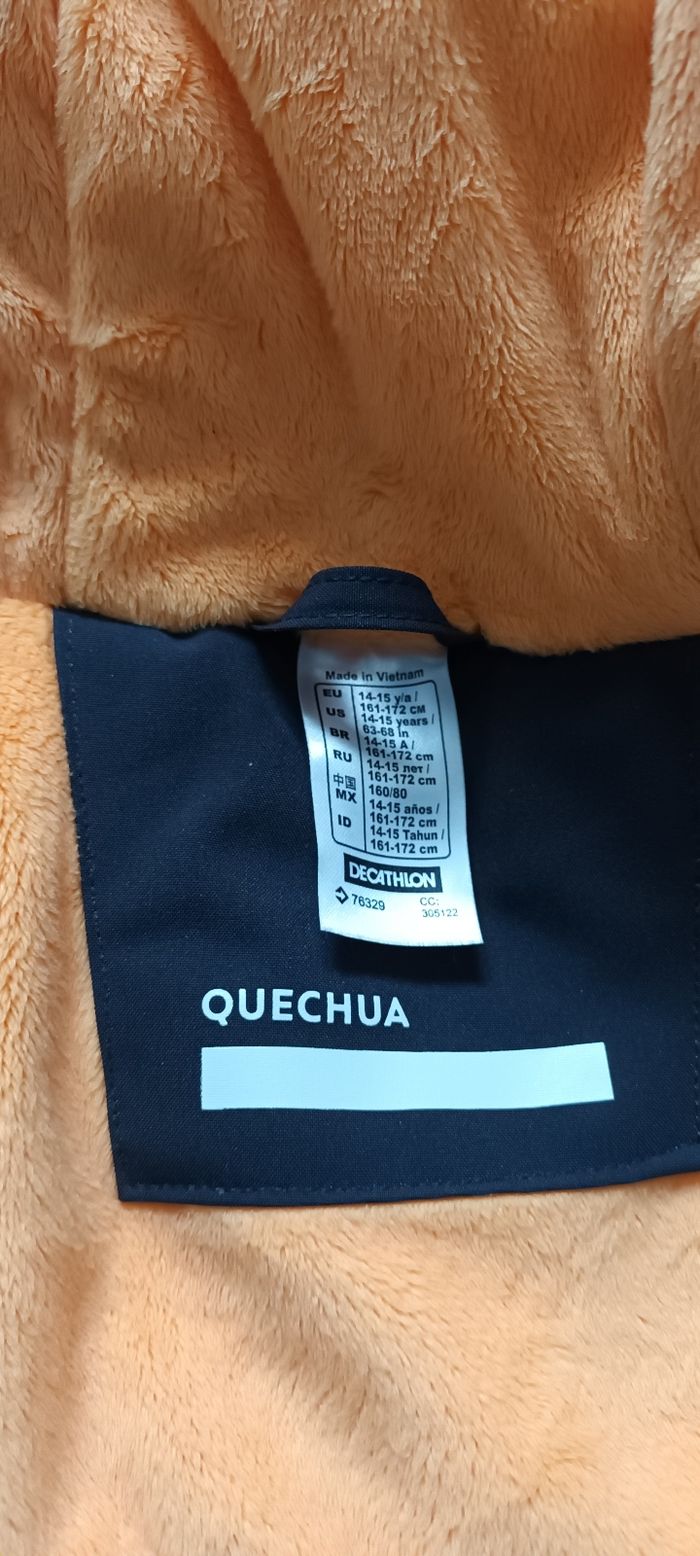 Made in Vietnam
EU 14-15 y/a /
161-172 CM
US 14-15 years /
63-68 in
BR 14-15 A /
161-172 cm
RU 14-15 лет /
161-172 cm
中国 160/80
MX 14-15 años /
161-172 cm
ID 14-15 Tahun /
161-172 cm
DECATHLON
76329 CC:
305122
QUECHUA